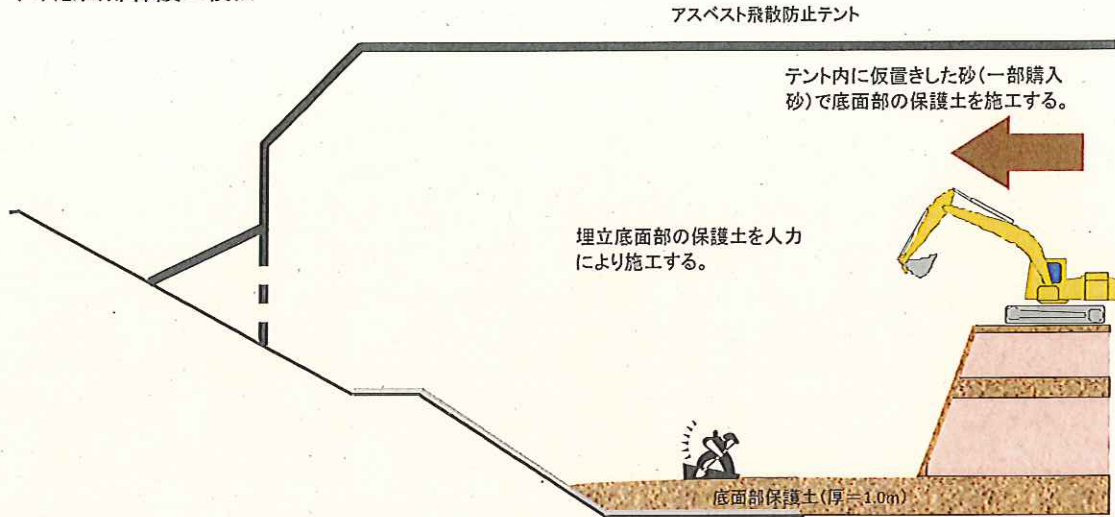 アスベスト飛散防止テント
テント内に仮置きした砂(一部購入
砂)で底面部の保護土を施工する。
埋立底面部の保護土を人力
により施工する。
底面部保護土(厚=1.0m)